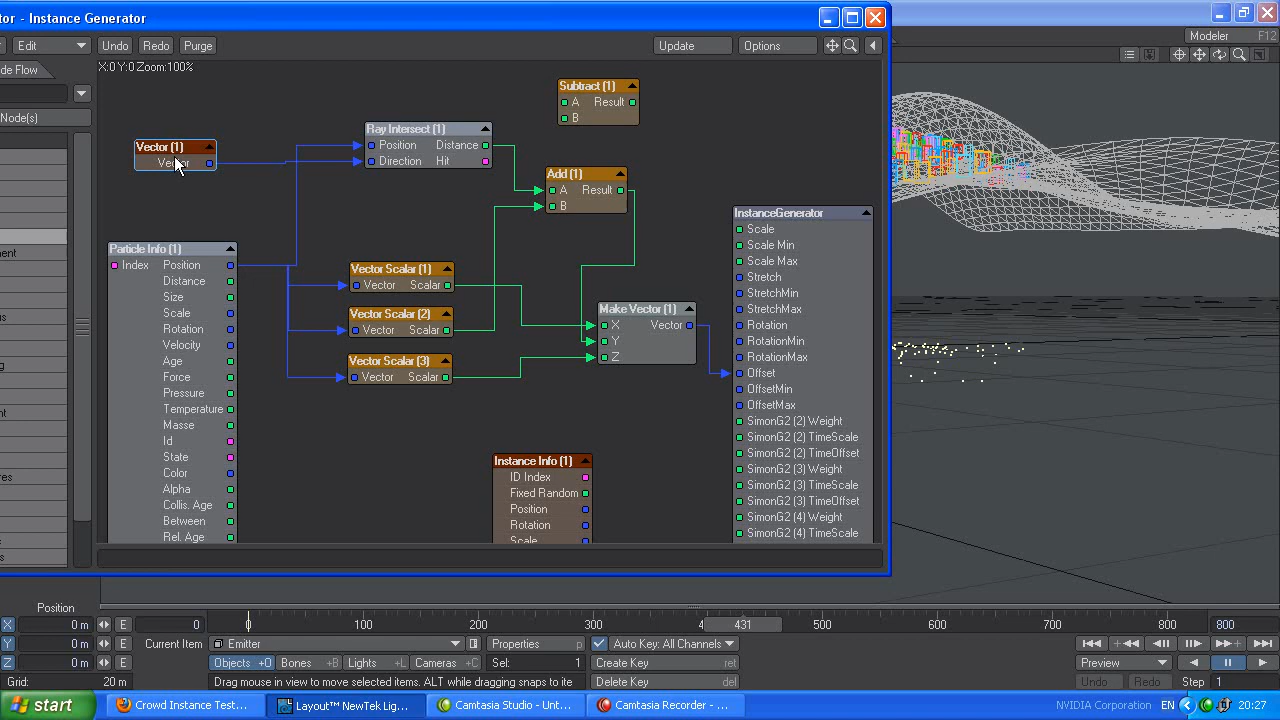 tor - Instance Generator
Edit Undo Redo Purge Update Options
Modeler F12
de Flow
X:0 Y:0 Zoom:100%
Node(s)
Subtract (1)
A Result
B
Vector (1)
Vector
Ray Intersect (1)
Position Distance
Direction Hit
Add (1)
A Result
B
Particle Info (1)
Index Position
Distance
Size
Scale
Rotation
Velocity
Age
Force
Pressure
Temperature
Masse
Id
State
Color
Alpha
Collis. Age
Between
Rel. Age
Vector Scalar (1)
Vector Scalar
Vector Scalar (2)
Vector Scalar
Vector Scalar (3)
Vector Scalar
Make Vector (1)
X Vector
Y
Z
Instance Info (1)
ID Index
Fixed Random
Position
Rotation
Scale
InstanceGenerator
Scale
Scale Min
Scale Max
Stretch
StretchMin
StretchMax
Rotation
RotationMin
RotationMax
Offset
OffsetMin
OffsetMax
SimonG2 (2) Weight
SimonG2 (2) TimeScale
SimonG2 (2) TimeOffset
SimonG2 (3) Weight
SimonG2 (3) TimeScale
SimonG2 (3) TimeOffset
SimonG2 (4) Weight
SimonG2 (4) TimeScale
ment
us
ng
nt
res
s
Position
X 0 m E 0 0 100 200 300 4 431 500 600 700 800 800
Y 0 m E Current Item Emitter Properties p Auto Key: All Channels
Z 0 m E Objects +O Bones +B Lights +L Cameras +C Sel: 1 Create Key ret Preview
Grid: 20 m Drag mouse in view to move selected items. ALT while dragging snaps to ite Delete Key del Undo Redo Step 1
start Crowd Instance Test... Layout™ NewTek Lig... Camtasia Studio - Unt... Camtasia Recorder - ... NVIDIA Corporation EN 20:27